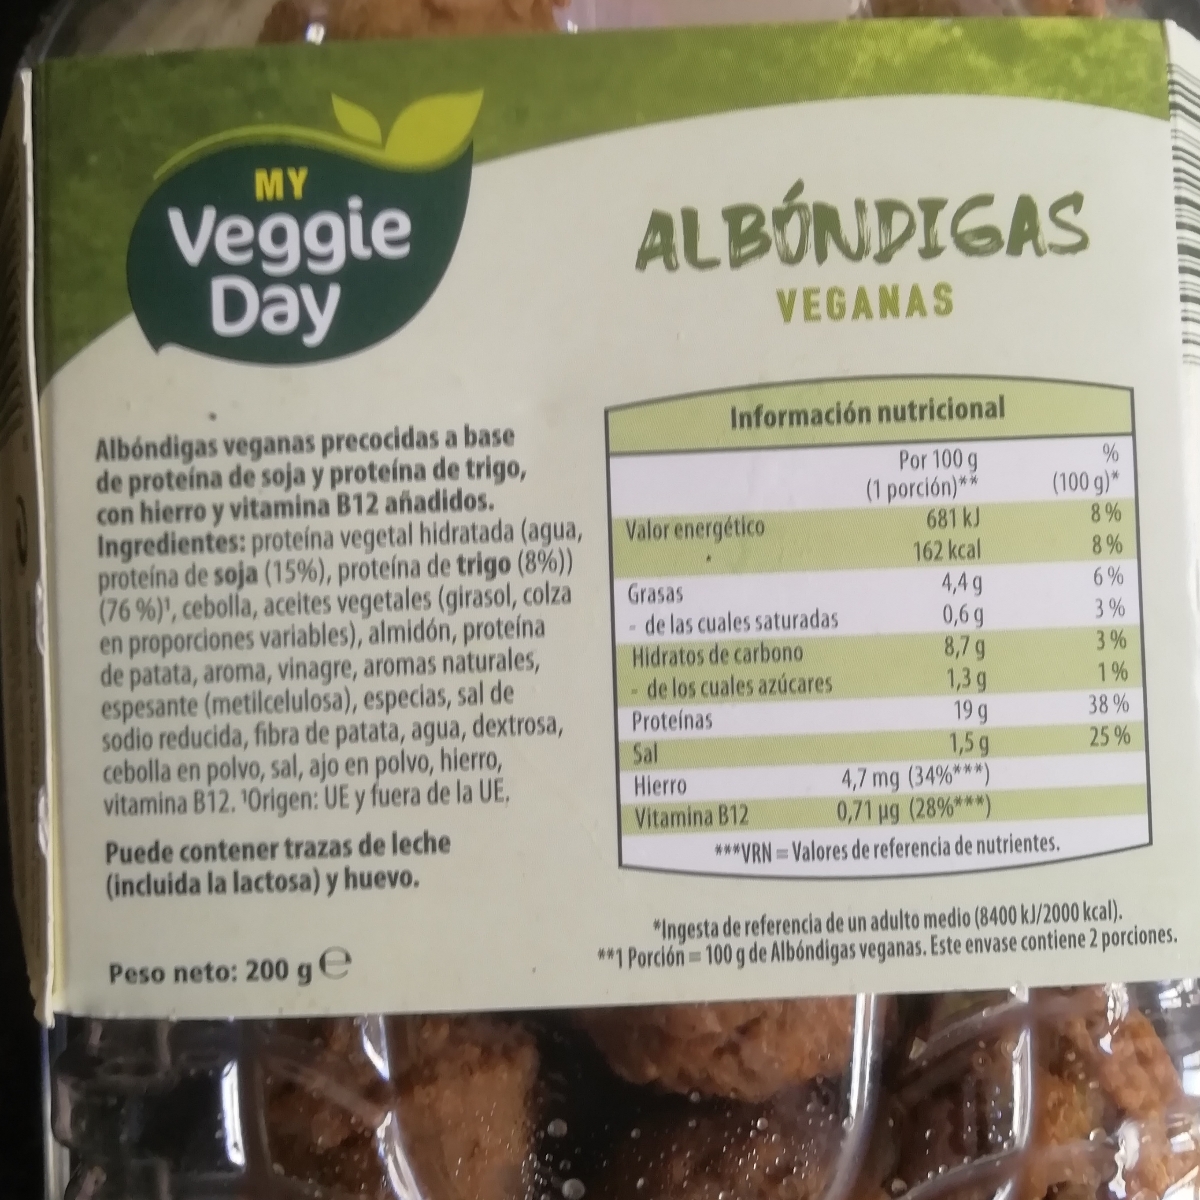 MY
Veggie
Day
ALBÓNDIGAS
VEGANAS
Albóndigas veganas precocidas a base
de proteína de soja y proteína de trigo,
con hierro y vitamina B12 añadidos.
Ingredientes: proteína vegetal hidratada (agua,
proteína de soja (15%), proteína de trigo (8%))
(76 %)¹, cebolla, aceites vegetales (girasol, colza
en proporciones variables), almidón, proteína
de patata, aroma, vinagre, aromas naturales,
espesante (metilcelulosa), especias, sal de
sodio reducida, fibra de patata, agua, dextrosa,
cebolla en polvo, sal, ajo en polvo, hierro,
vitamina B12. ¹Origen: UE y fuera de la UE.
Puede contener trazas de leche
(incluida la lactosa) y huevo.
Peso neto: 200 g ℮
Información nutricional
Por 100 g %
(1 porción)** (100 g)*
Valor energético 681 kJ 8 %
162 kcal 8 %
Grasas 4,4 g 6 %
- de las cuales saturadas 0,6 g 3 %
Hidratos de carbono 8,7 g 3 %
- de los cuales azúcares 1,3 g 1 %
Proteínas 19 g 38 %
Sal 1,5 g 25 %
Hierro 4,7 mg (34%***)
Vitamina B12 0,71 µg (28%***)
***VRN = Valores de referencia de nutrientes.
*Ingesta de referencia de un adulto medio (8400 kJ/2000 kcal).
**1 Porción = 100 g de Albóndigas veganas. Este envase contiene 2 porciones.